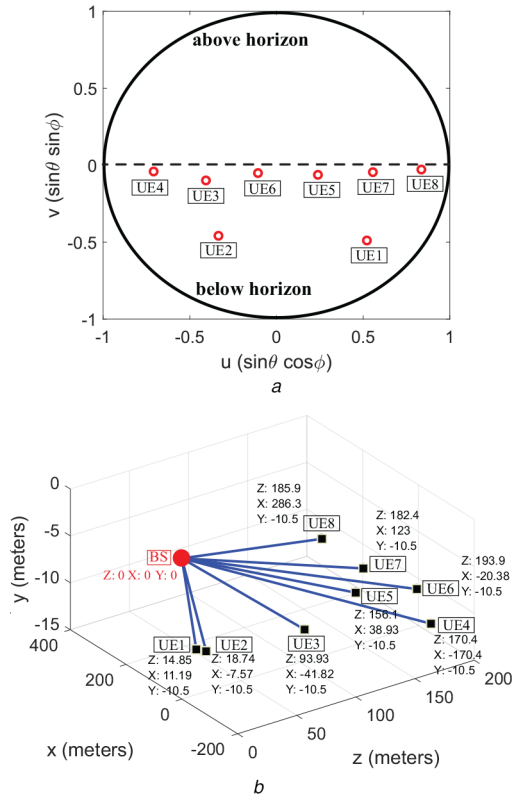 above horizon
v (sinθ sinϕ)
1
0.5
0
-0.5
-1
UE4
UE3
UE6
UE5
UE7
UE8
UE2
UE1
below horizon
-1
-0.5
0
0.5
1
u (sinθ cosϕ)
a
y (meters)
0
-5
-10
-15
BS
Z: 0 X: 0 Y: 0
Z: 185.9
X: 286.3
Y: -10.5
UE8
Z: 182.4
X: 123
Y: -10.5
UE7
Z: 193.9
X: -20.38
Y: -10.5
UE6
UE5
Z: 156.1
X: 38.93
Y: -10.5
UE4
Z: 170.4
X: -170.4
Y: -10.5
UE1
Z: 14.85
X: 11.19
Y: -10.5
UE2
Z: 18.74
X: -7.57
Y: -10.5
UE3
Z: 93.93
X: -41.82
Y: -10.5
400
200
0
-200
x (meters)
0
50
100
150
200
z (meters)
b